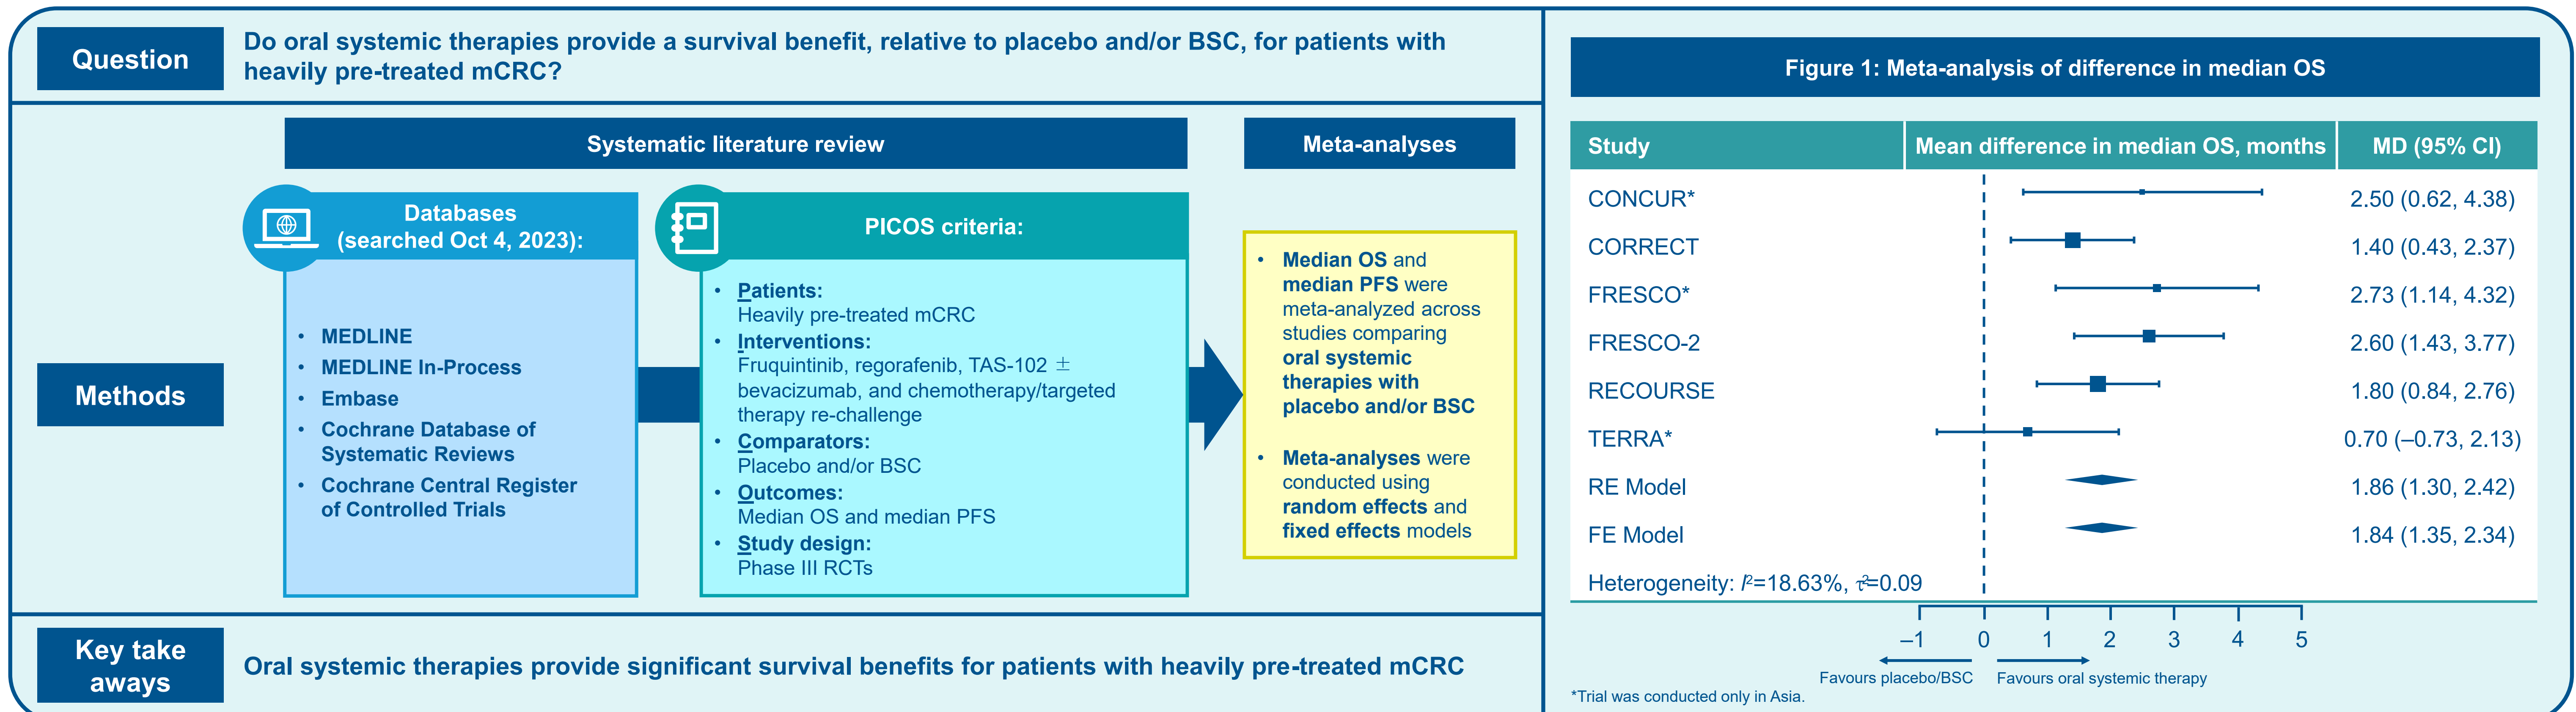 Question
Do oral systemic therapies provide a survival benefit, relative to placebo and/or BSC, for patients with
heavily pre-treated mCRC?
Methods
Systematic literature review
Databases
(searched Oct 4, 2023):
• MEDLINE
• MEDLINE In-Process
• Embase
• Cochrane Database of
Systematic Reviews
• Cochrane Central Register
of Controlled Trials
PICOS criteria:
• Patients:
Heavily pre-treated mCRC
• Interventions:
Fruquintinib, regorafenib, TAS-102 ±
bevacizumab, and chemotherapy/targeted
therapy re-challenge
• Comparators:
Placebo and/or BSC
• Outcomes:
Median OS and median PFS
• Study design:
Phase III RCTs
Meta-analyses
• Median OS and
median PFS were
meta-analyzed across
studies comparing
oral systemic
therapies with
placebo and/or BSC
• Meta-analyses were
conducted using
random effects and
fixed effects models
Key take
aways
Oral systemic therapies provide significant survival benefits for patients with heavily pre-treated mCRC
Figure 1: Meta-analysis of difference in median OS
Study Mean difference in median OS, months MD (95% CI)
CONCUR* 2.50 (0.62, 4.38)
CORRECT 1.40 (0.43, 2.37)
FRESCO* 2.73 (1.14, 4.32)
FRESCO-2 2.60 (1.43, 3.77)
RECOURSE 1.80 (0.84, 2.76)
TERRA* 0.70 (–0.73, 2.13)
RE Model 1.86 (1.30, 2.42)
FE Model 1.84 (1.35, 2.34)
Heterogeneity: I²=18.63%, τ²=0.09
–1 0 1 2 3 4 5
Favours placebo/BSC Favours oral systemic therapy
*Trial was conducted only in Asia.